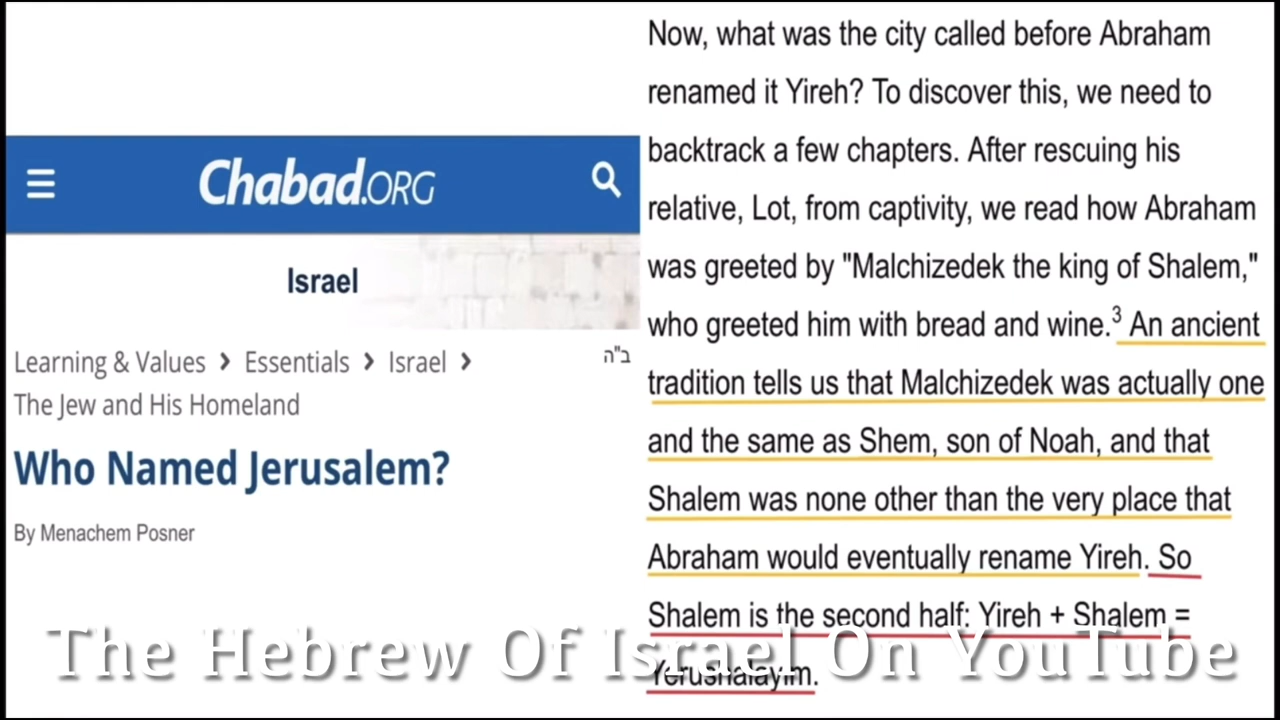 Chabad.ORG
Israel
Learning & Values > Essentials > Israel >
ב"ה
The Jew and His Homeland
Who Named Jerusalem?
By Menachem Posner
Now, what was the city called before Abraham
renamed it Yireh? To discover this, we need to
backtrack a few chapters. After rescuing his
relative, Lot, from captivity, we read how Abraham
was greeted by "Malchizedek the king of Shalem,"
who greeted him with bread and wine.³ An ancient
tradition tells us that Malchizedek was actually one
and the same as Shem, son of Noah, and that
Shalem was none other than the very place that
Abraham would eventually rename Yireh. So
Shalem is the second half: Yireh + Shalem =
Yerushalayim.
The Hebrew Of Israel On YouTube